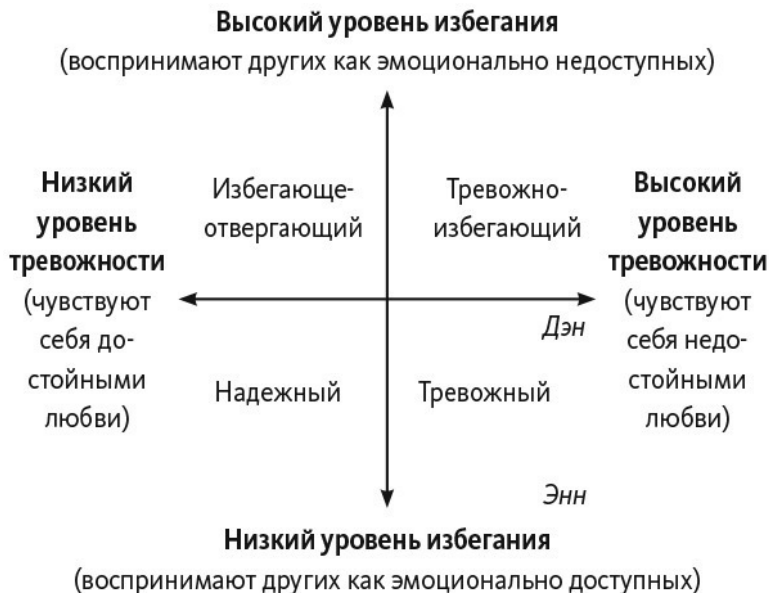 Высокий уровень избегания
(воспринимают других как эмоционально недоступных)
Низкий
уровень
тревожности
(чувствуют
себя до-
стойными
любви)
Избегающе-
отвергающий
Тревожно-
избегающий
Высокий
уровень
тревожности
(чувствуют
себя недо-
стойными
любви)
Дэн
Надежный
Тревожный
Энн
Низкий уровень избегания
(воспринимают других как эмоционально доступных)